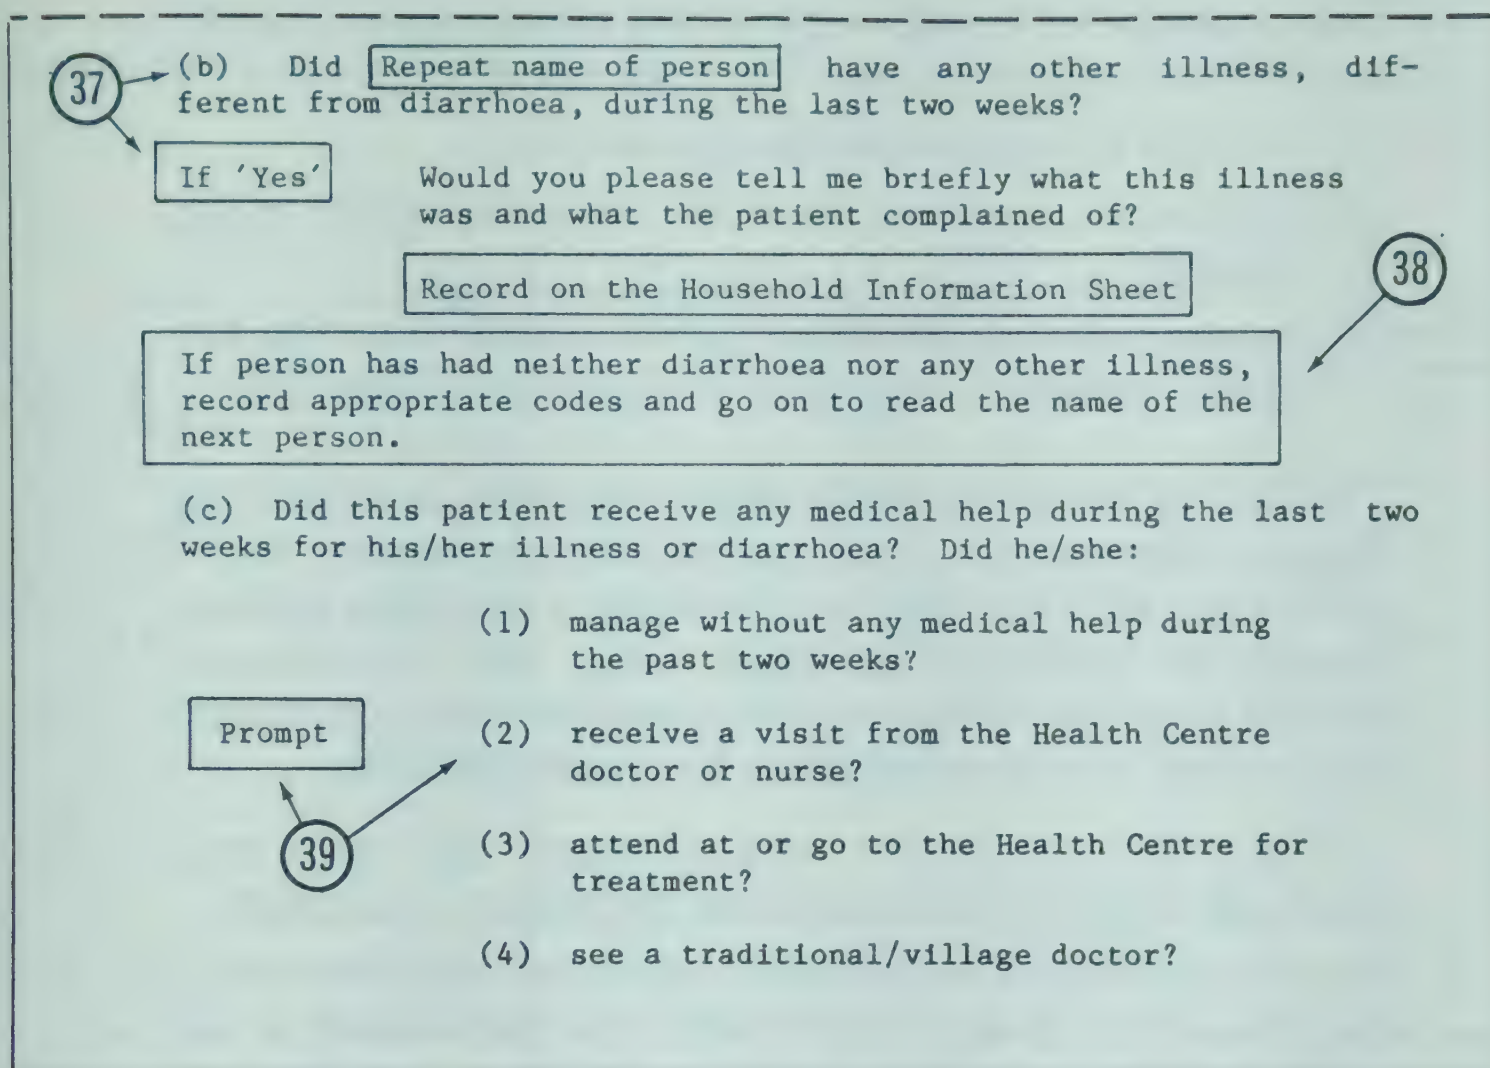 37 (b) Did Repeat name of person have any other illness, dif-
ferent from diarrhoea, during the last two weeks?
If 'Yes' Would you please tell me briefly what this illness
was and what the patient complained of?
38
Record on the Household Information Sheet
If person has had neither diarrhoea nor any other illness,
record appropriate codes and go on to read the name of the
next person.
(c) Did this patient receive any medical help during the last two
weeks for his/her illness or diarrhoea? Did he/she:
(1) manage without any medical help during
the past two weeks?
Prompt (2) receive a visit from the Health Centre
doctor or nurse?
39 (3) attend at or go to the Health Centre for
treatment?
(4) see a traditional/village doctor?